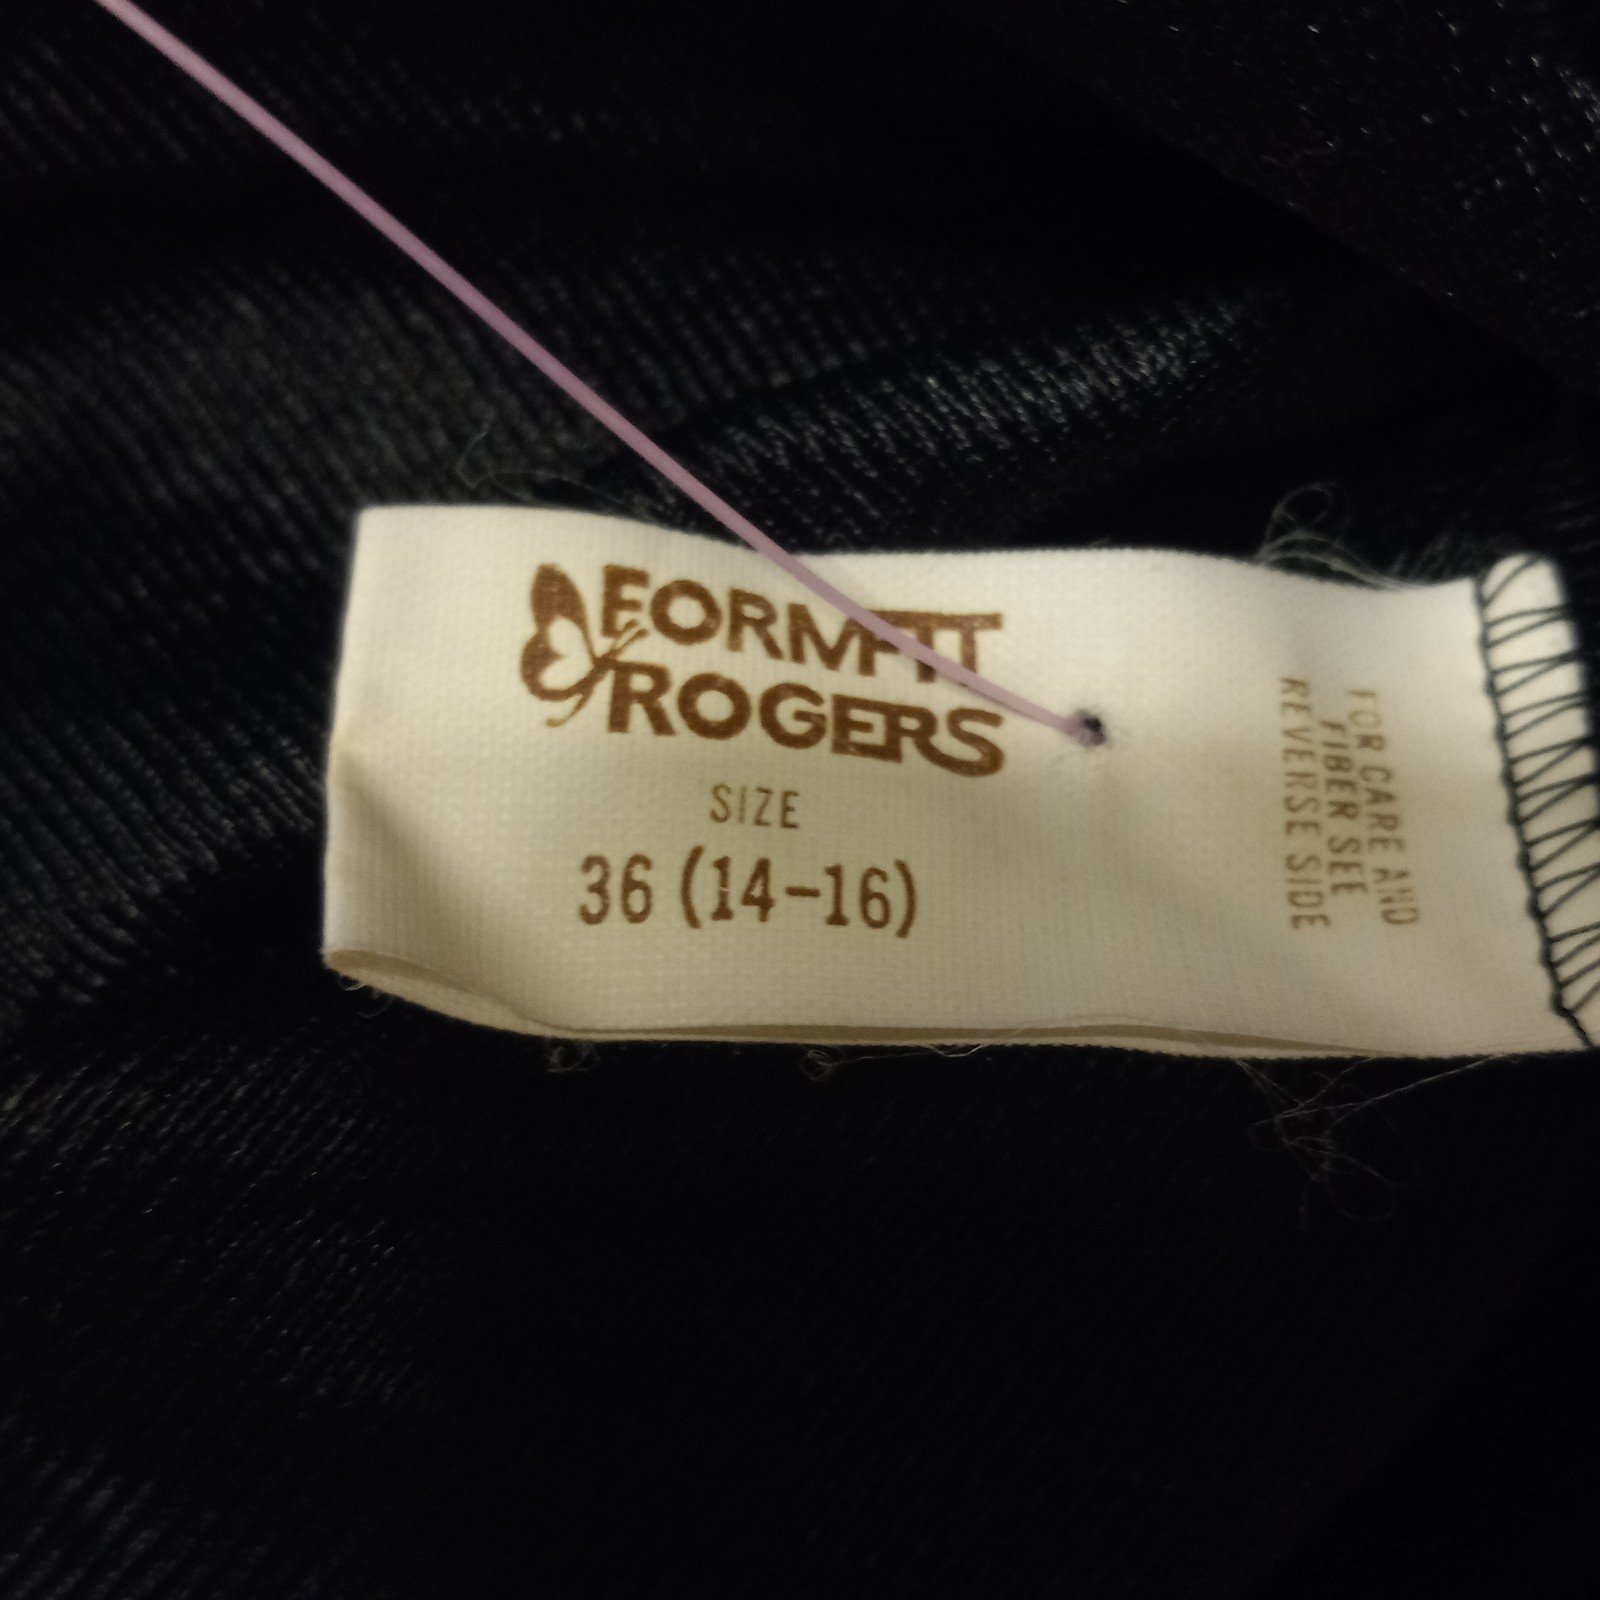 FORMFIT
ROGERS
SIZE
36 (14-16)
FOR CARE AND
FIBER SEE
REVERSE SIDE